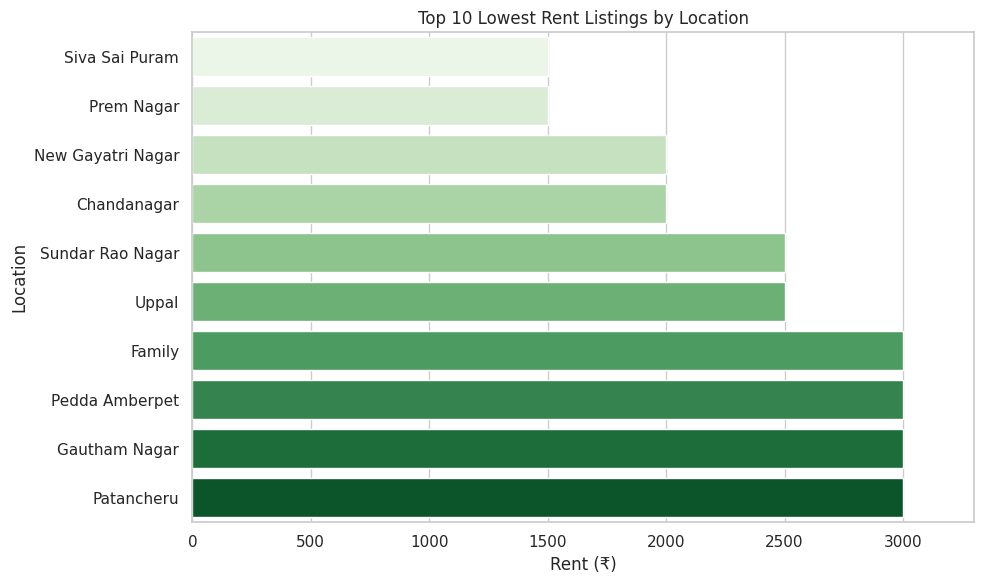 Top 10 Lowest Rent Listings by Location
Location
Siva Sai Puram
Prem Nagar
New Gayatri Nagar
Chandanagar
Sundar Rao Nagar
Uppal
Family
Pedda Amberpet
Gautham Nagar
Patancheru
0 500 1000 1500 2000 2500 3000
Rent (₹)